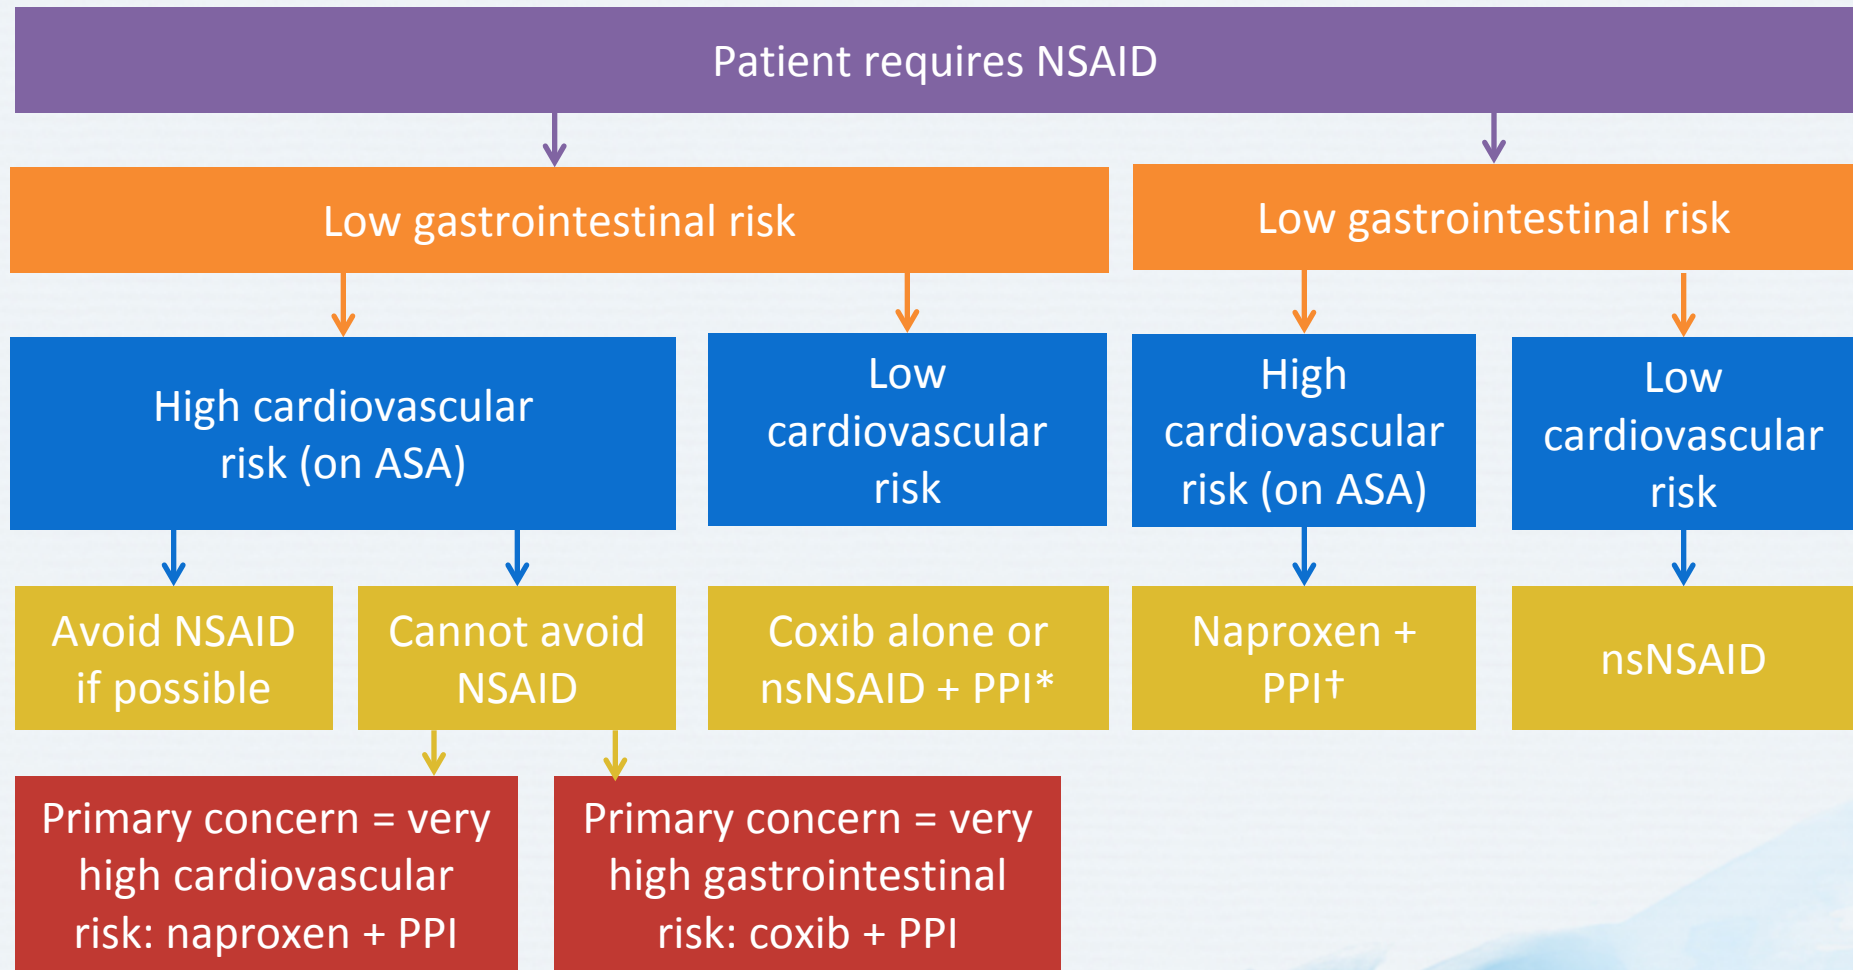 Patient requires NSAID
Low gastrointestinal risk
Low gastrointestinal risk
High cardiovascular
risk (on ASA)
Low
cardiovascular
risk
High
cardiovascular
risk (on ASA)
Low
cardiovascular
risk
Avoid NSAID
if possible
Cannot avoid
NSAID
Coxib alone or
nsNSAID + PPI*
Naproxen +
PPI†
nsNSAID
Primary concern = very
high cardiovascular
risk: naproxen + PPI
Primary concern = very
high gastrointestinal
risk: coxib + PPI